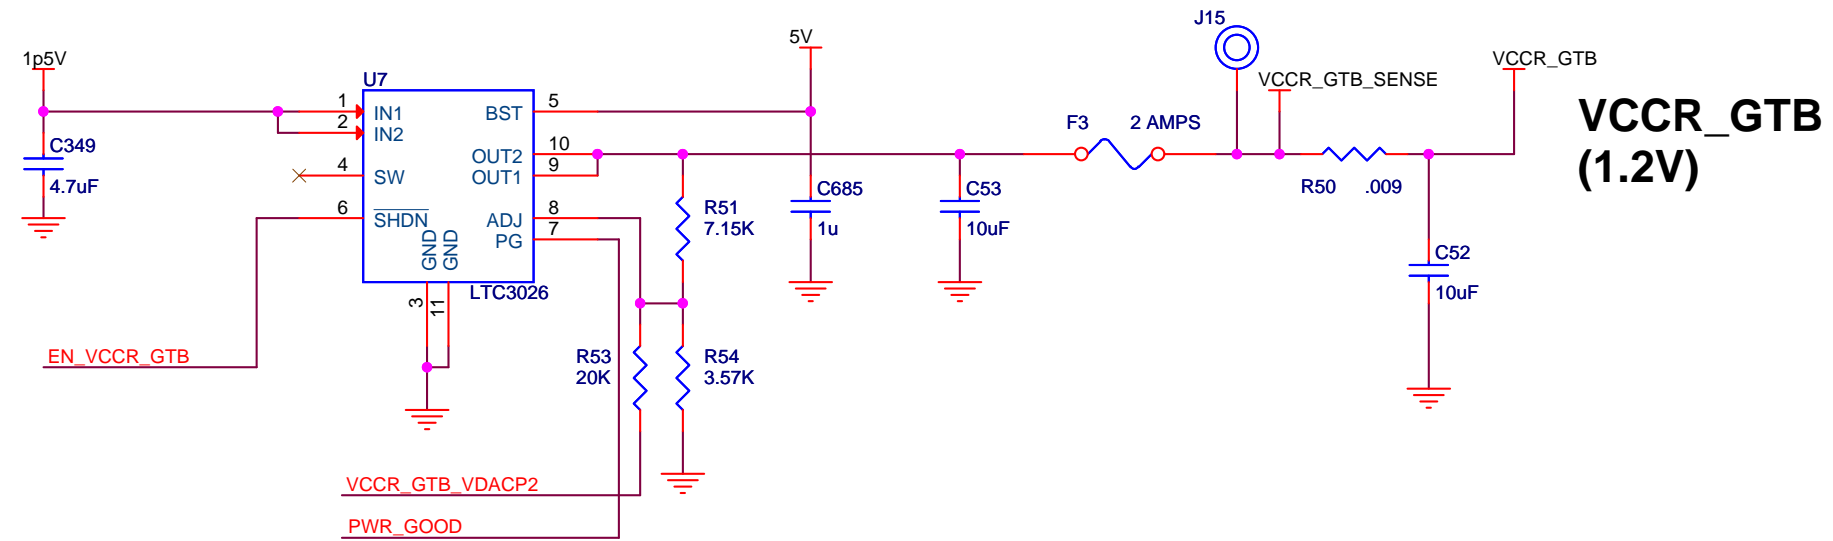 J15
5V
1p5V
VCCR_GTB
U7
VCCR_GTB_SENSE
VCCR_GTB
(1.2V)
1
IN1
BST
5
2
IN2
F3
2 AMPS
C349
4.7uF
OUT2
10
OUT1
9
4
SW
R50
.009
C685
1u
C53
10uF
6
SHDN
ADJ
8
PG
7
R51
7.15K
GND
GND
C52
10uF
3
11
LTC3026
EN_VCCR_GTB
R53
20K
R54
3.57K
VCCR_GTB_VDACP2
PWR_GOOD